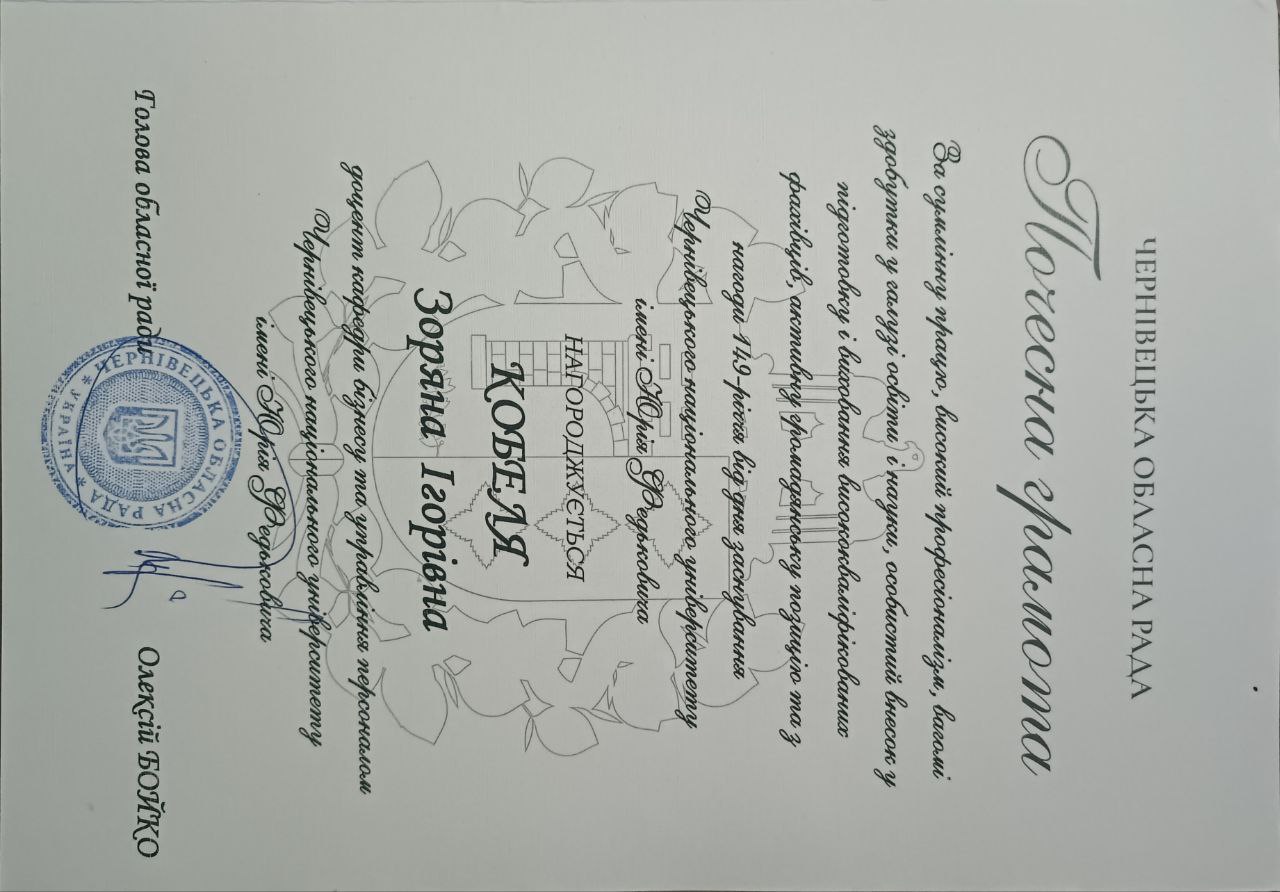 ЧЕРНІВЕЦЬКА ОБЛАСНА РАДА
Почесна грамота
За сумлінну працю, високий професіоналізм, вагомі
здобутки у галузі освіти і науки, особистий внесок у
підготовку і виховання висококваліфікованих
фахівців, активну громадянську позицію та з
нагоди 149-річчя від дня заснування
Чернівецького національного університету
імені Юрія Федьковича
НАГОРОДЖУЄТЬСЯ
КОБЕЛЯ
Зоряна Ігорівна
доцент кафедри бізнесу та управління персоналом
Чернівецького національного університету
імені Юрія Федьковича
Голова обласної ради Олексій БОЙКО
ЧЕРНІВЕЦЬКА ОБЛАСНА РАДА
* УКРАЇНА *